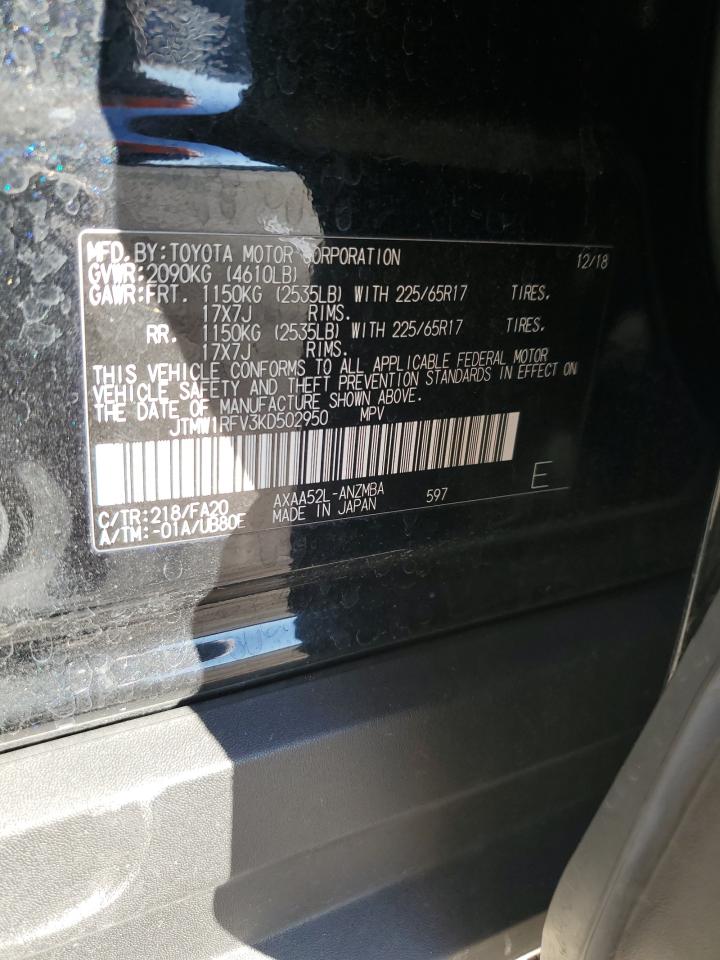 MFD. BY:TOYOTA MOTOR CORPORATION 12/18
GVWR:2090KG (4610LB)
GAWR:FRT. 1150KG (2535LB) WITH 225/65R17 TIRES.
17X7J RIMS.
RR. 1150KG (2535LB) WITH 225/65R17 TIRES.
17X7J RIMS.
THIS VEHICLE CONFORMS TO ALL APPLICABLE FEDERAL MOTOR
VEHICLE SAFETY AND THEFT PREVENTION STANDARDS IN EFFECT ON
THE DATE OF MANUFACTURE SHOWN ABOVE.
JTMW1RFV3KD502950 MPV
C/TR:218/FA20 AXAA52L-ANZMBA 597 E
A/TM:-01A/UB80E MADE IN JAPAN